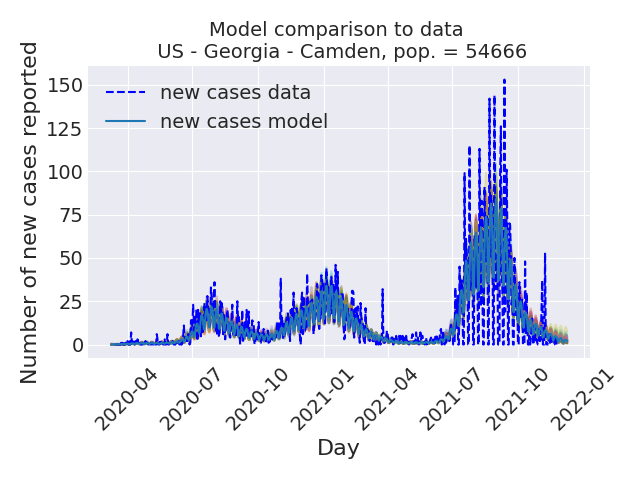 Model comparison to data
US - Georgia - Camden, pop. = 54666
new cases data
new cases model
Number of new cases reported
150
125
100
75
50
25
0
2020-04
2020-07
2020-10
2021-01
2021-04
2021-07
2021-10
2022-01
Day